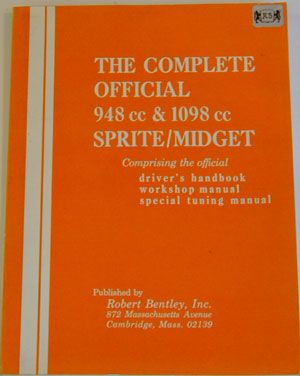 RS
THE COMPLETE
OFFICIAL
948 cc & 1098 cc
SPRITE/MIDGET
Comprising the official
driver's handbook
workshop manual
special tuning manual
Published by
Robert Bentley, Inc.
872 Massachusetts Avenue
Cambridge, Mass. 02139